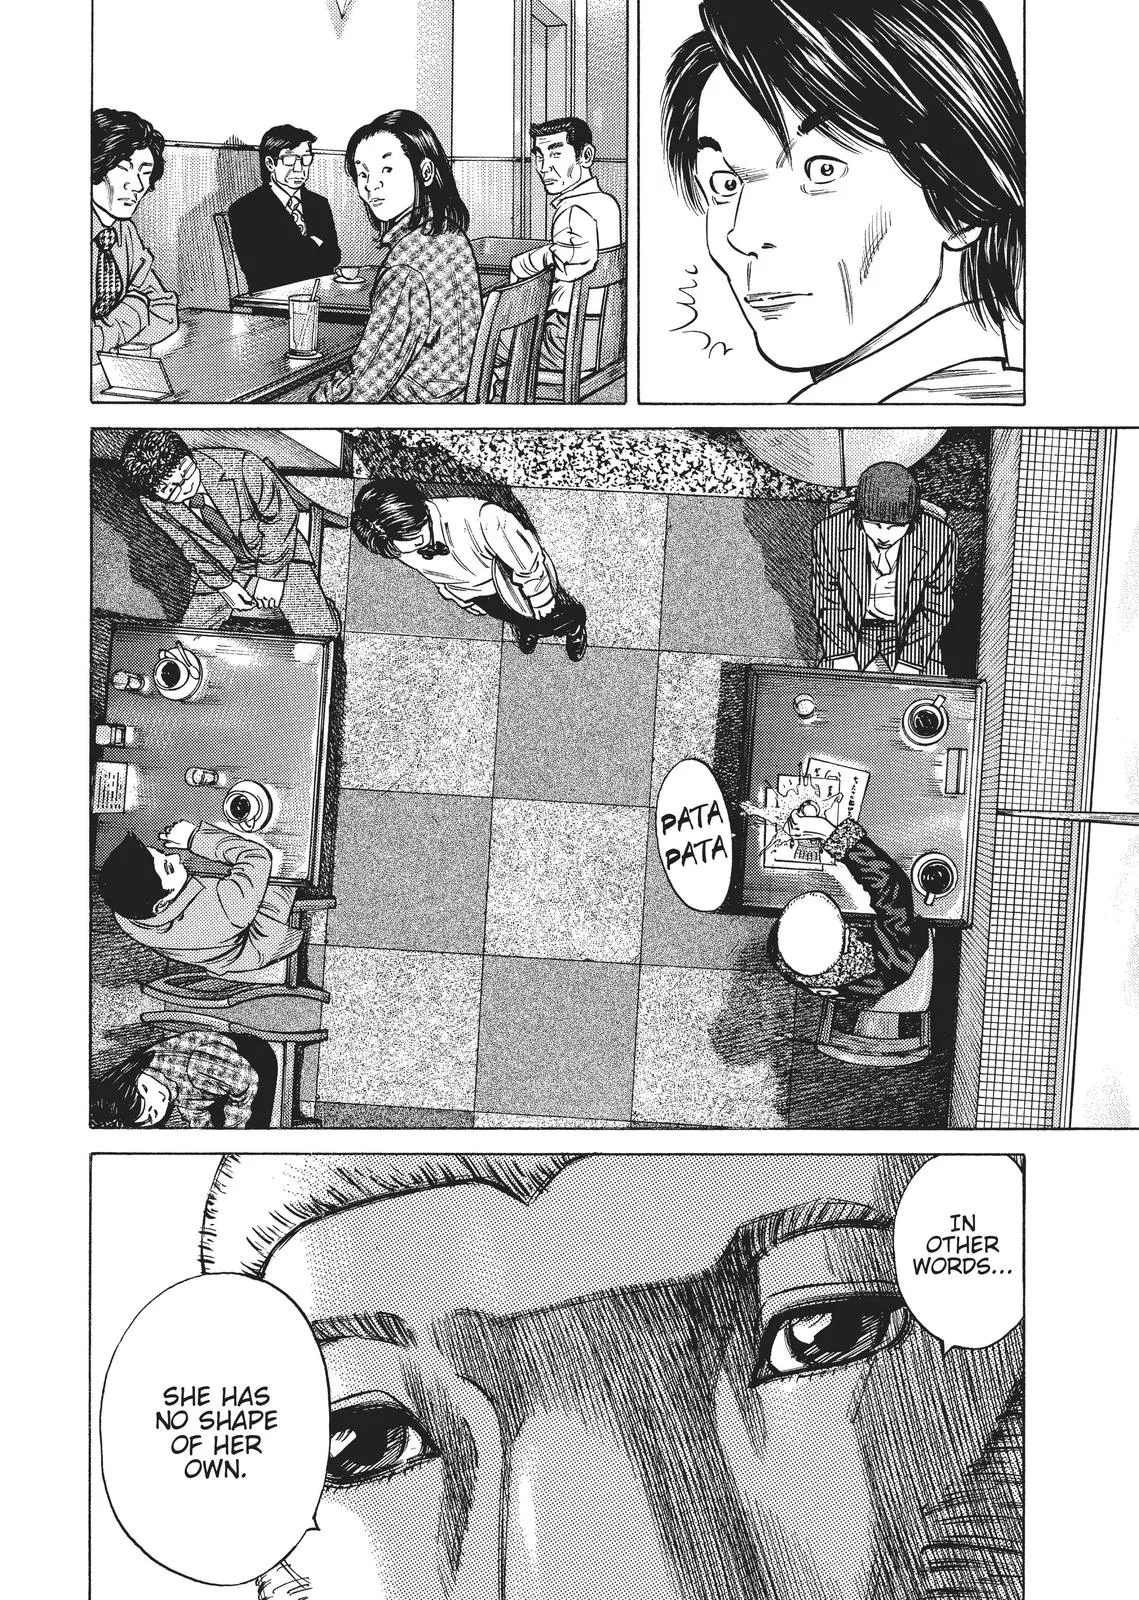 PATA
PATA
IN
OTHER
WORDS...
SHE HAS
NO SHAPE
OF HER
OWN.